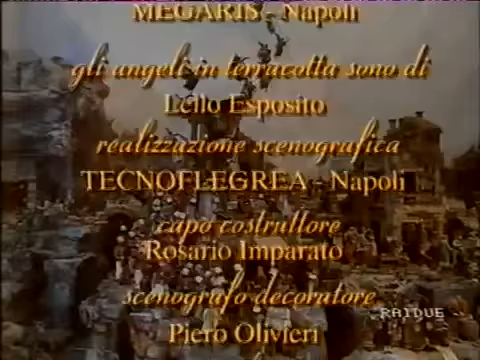 MEGARIS - Napoli
gli angeli in terracotta sono di
Lello Esposito
realizzazione scenografica
TECNOFLEGREA - Napoli
capo costruttore
Rosario Imparato
scenografo decoratore
RAIDUE
Piero Olivieri